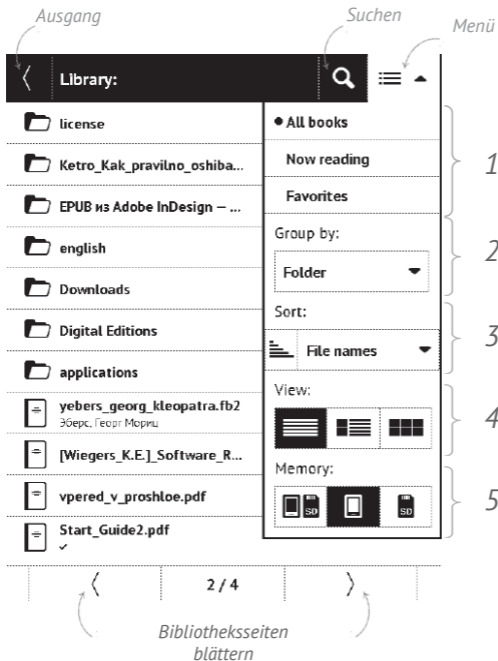 Ausgang
Suchen
Menü
Library:
license
Ketro_Kak_pravilno_oshiba...
EPUB из Adobe InDesign — ...
english
Downloads
Digital Editions
applications
yebers_georg_kleopatra.fb2
Эберс, Георг Мориц
[Wiegers_K.E.]_Software_R...
vpered_v_proshloe.pdf
Start_Guide2.pdf
All books
Now reading
Favorites
1
Group by:
Folder
2
Sort:
File names
3
View:
4
Memory:
SD
SD
5
2 / 4
Bibliotheksseiten
blättern